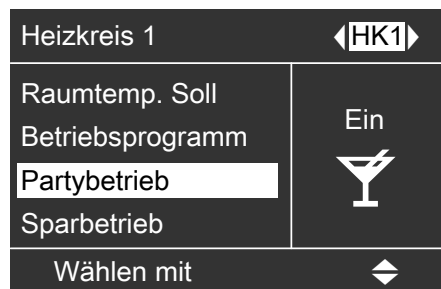 Heizkreis 1 HK1
Raumtemp. Soll
Betriebsprogramm
Partybetrieb
Sparbetrieb
Ein
Wählen mit